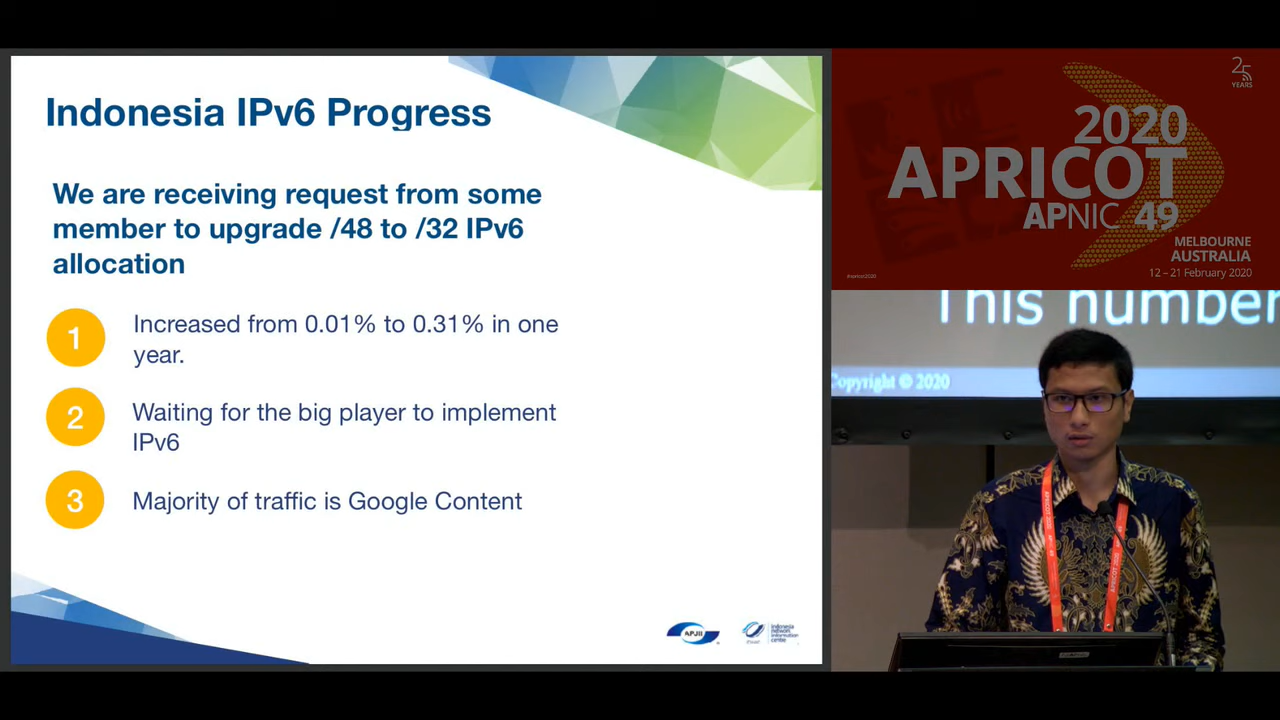 Indonesia IPv6 Progress
We are receiving request from some
member to upgrade /48 to /32 IPv6
allocation
1
Increased from 0.01% to 0.31% in one
year.
2
Waiting for the big player to implement
IPv6
3
Majority of traffic is Google Content
APJII
Indonesia
network
information
centre
25
YEARS
2020
APRICOT
APNIC 49
MELBOURNE
AUSTRALIA
12 – 21 February 2020
#apricot2020
This number
Copyright © 2020
APRICOT 2020